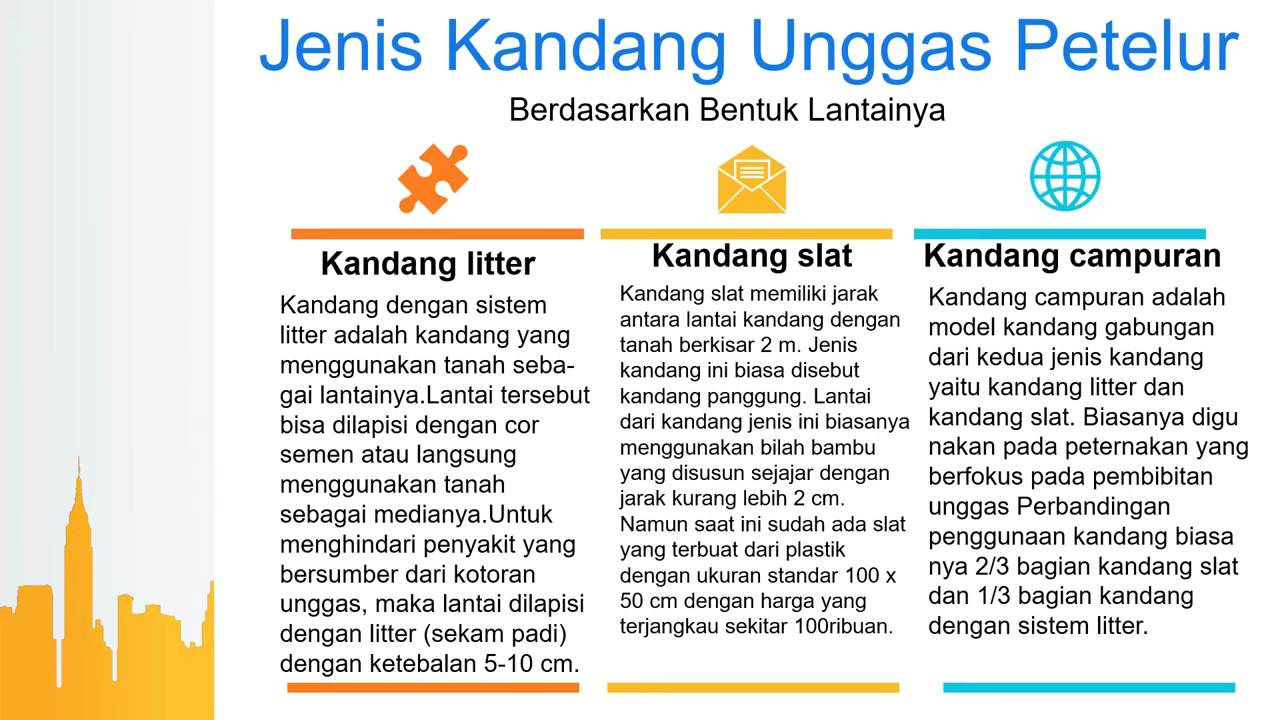 Jenis Kandang Unggas Petelur
Berdasarkan Bentuk Lantainya
Kandang litter
Kandang dengan sistem
litter adalah kandang yang
menggunakan tanah seba-
gai lantainya.Lantai tersebut
bisa dilapisi dengan cor
semen atau langsung
menggunakan tanah
sebagai medianya.Untuk
menghindari penyakit yang
bersumber dari kotoran
unggas, maka lantai dilapisi
dengan litter (sekam padi)
dengan ketebalan 5-10 cm.
Kandang slat
Kandang slat memiliki jarak
antara lantai kandang dengan
tanah berkisar 2 m. Jenis
kandang ini biasa disebut
kandang panggung. Lantai
dari kandang jenis ini biasanya
menggunakan bilah bambu
yang disusun sejajar dengan
jarak kurang lebih 2 cm.
Namun saat ini sudah ada slat
yang terbuat dari plastik
dengan ukuran standar 100 x
50 cm dengan harga yang
terjangkau sekitar 100ribuan.
Kandang campuran
Kandang campuran adalah
model kandang gabungan
dari kedua jenis kandang
yaitu kandang litter dan
kandang slat. Biasanya digu
nakan pada peternakan yang
berfokus pada pembibitan
unggas Perbandingan
penggunaan kandang biasa
nya 2/3 bagian kandang slat
dan 1/3 bagian kandang
dengan sistem litter.